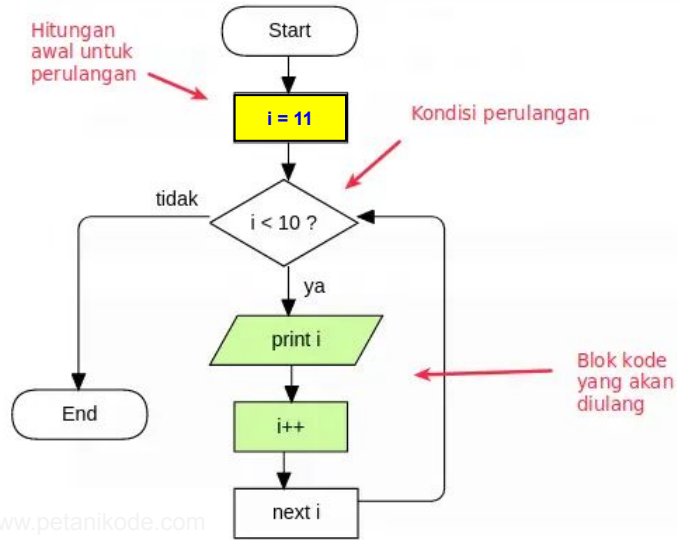 Hitungan
awal untuk
perulangan
Start
i = 11
Kondisi perulangan
tidak
i < 10 ?
ya
print i
Blok kode
yang akan
diulang
End
i++
next i
ww.petanikode.com